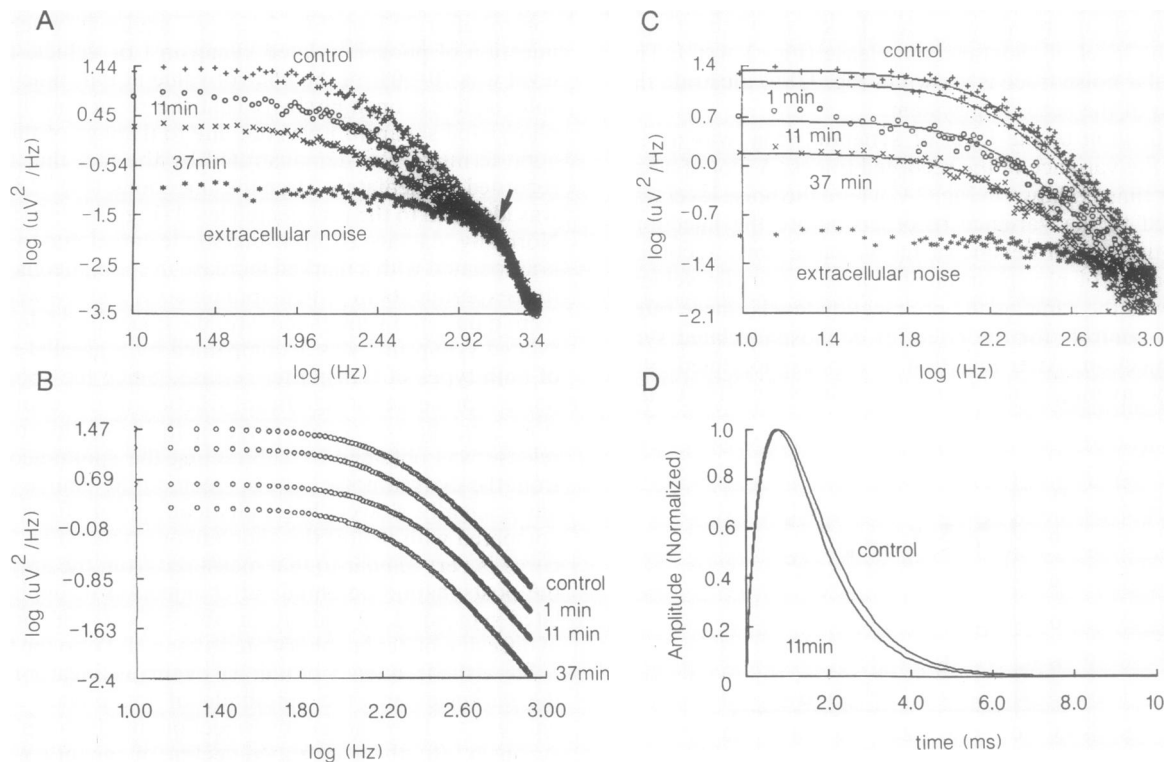 A
control
1.44
11min
0.45
37min
-0.54
-1.5
extracellular noise
-2.5
-3.5
1.0 1.48 1.96 2.44 2.92 3.4
log (Hz)
log (uV2/Hz)
B
1.47
0.69
-0.08
-0.85
-1.63
-2.4
control
1 min
11 min
37min
1.00 1.40 1.80 2.20 2.60 3.00
log (Hz)
log (uV2/Hz)
C
control
1.4
1 min
0.7
11 min
0.0
37 min
-0.7
-1.4
extracellular noise
-2.1
1.0 1.4 1.8 2.2 2.6 3.0
log (Hz)
log (uV2/Hz)
D
1.0
0.8
0.6
control
0.4
0.2
11min
0
2.0 4.0 6.0 8.0 10
time (ms)
Amplitude (Normalized)